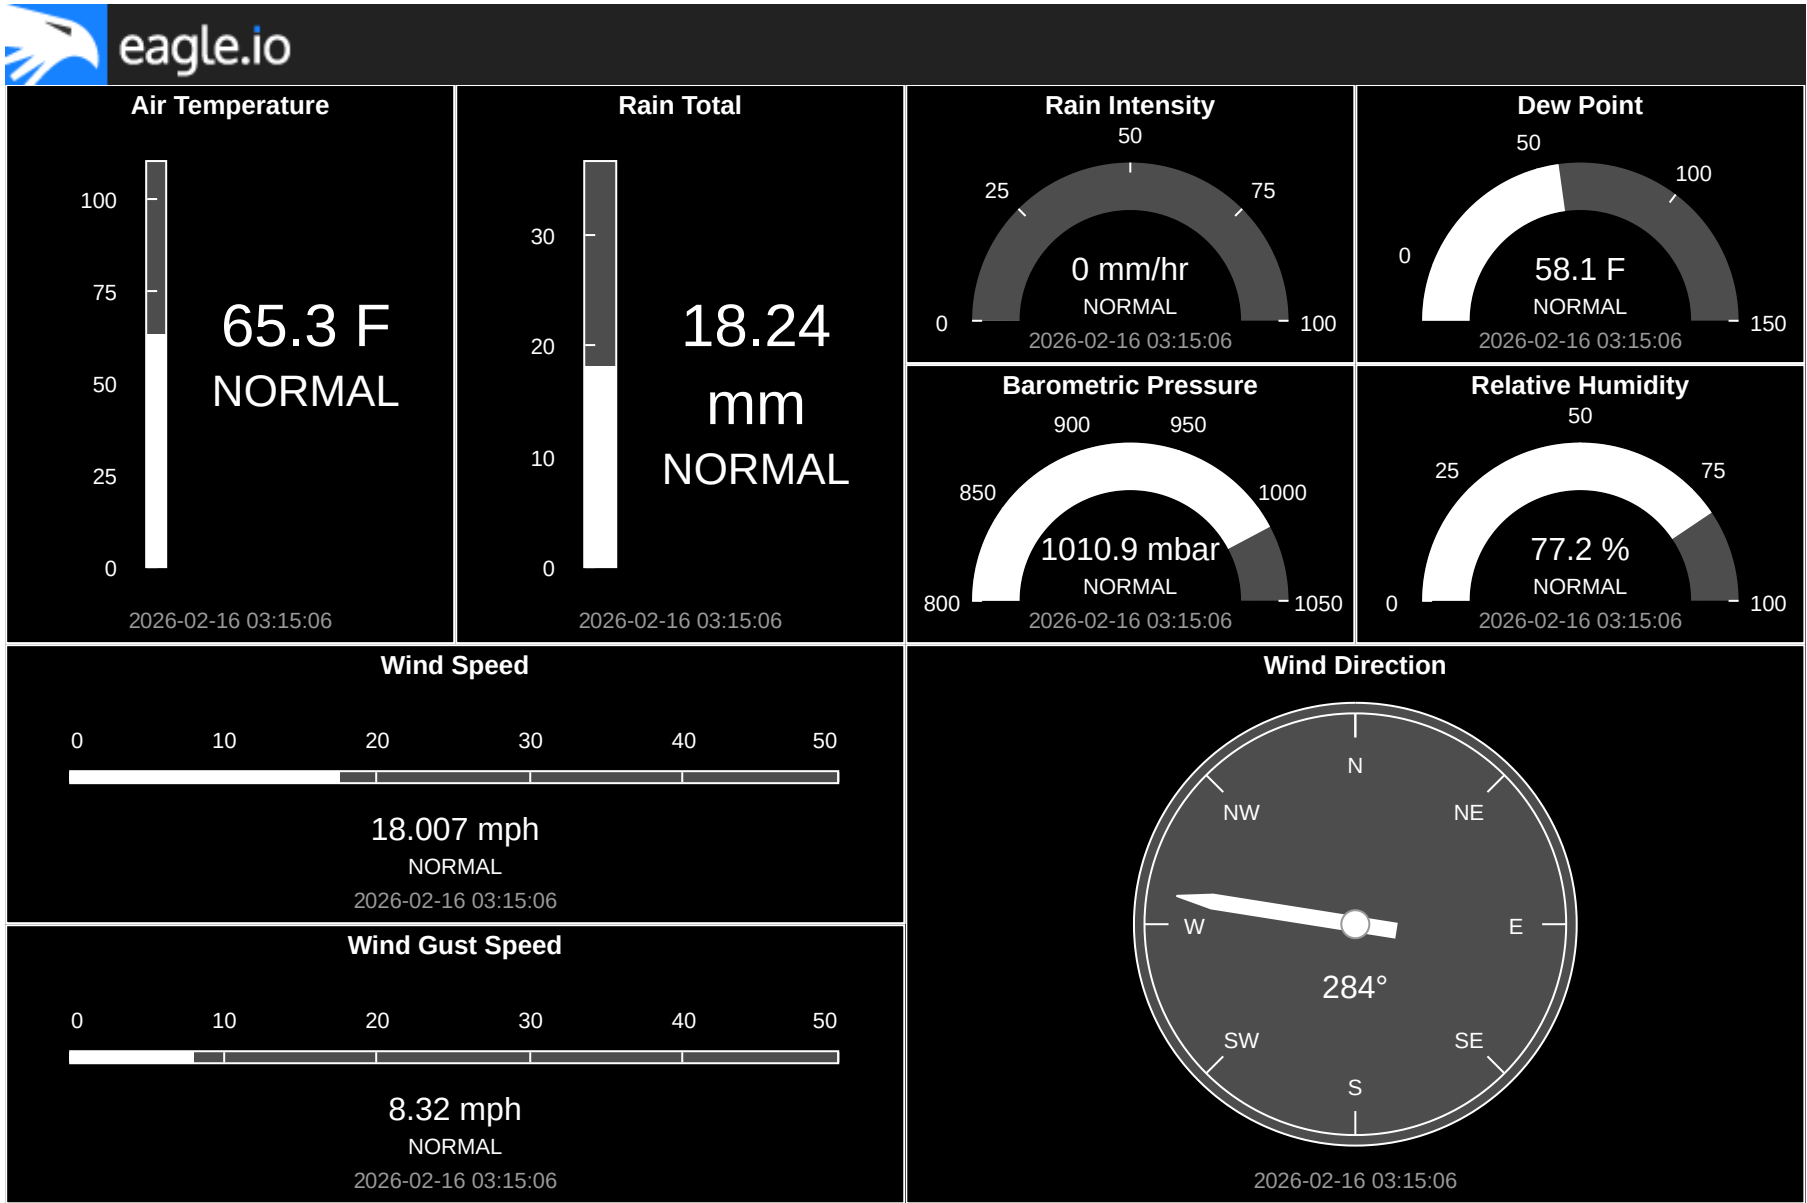 eagle.io
Air Temperature
100
75
50
25
0
65.3 F
NORMAL
2026-02-16 03:15:06
Rain Total
30
20
10
0
18.24
mm
NORMAL
2026-02-16 03:15:06
Rain Intensity
50
25
75
0
100
0 mm/hr
NORMAL
2026-02-16 03:15:06
Dew Point
50
100
0
150
58.1 F
NORMAL
2026-02-16 03:15:06
Barometric Pressure
900
950
850
1000
800
1050
1010.9 mbar
NORMAL
2026-02-16 03:15:06
Relative Humidity
50
25
75
0
100
77.2 %
NORMAL
2026-02-16 03:15:06
Wind Speed
0 10 20 30 40 50
18.007 mph
NORMAL
2026-02-16 03:15:06
Wind Gust Speed
0 10 20 30 40 50
8.32 mph
NORMAL
2026-02-16 03:15:06
Wind Direction
N
NW
NE
W
E
284°
SW
SE
S
2026-02-16 03:15:06